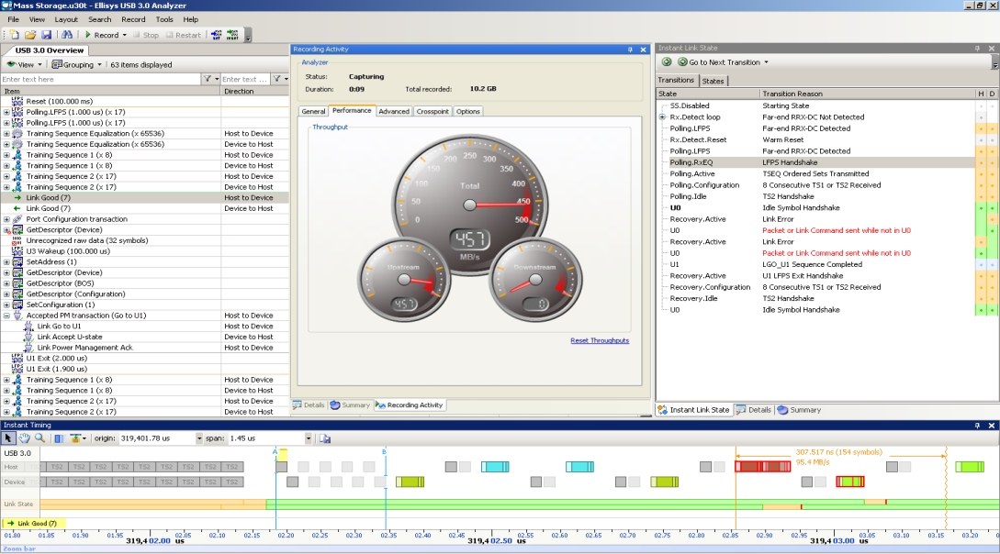 Mass Storage.u30t - Ellisys USB 3.0 Analyzer
File View Layout Search Record Tools Help
Record Stop Restart
USB 3.0 Overview
View Grouping 63 items displayed
Enter text here Enter text ...
Item Direction
Reset (100.000 ms)
Polling.LFPS (1.000 us) (x 17)
Polling.LFPS (1.000 us) (x 17)
Training Sequence Equalization (x 65536) Host to Device
Training Sequence Equalization (x 65536) Device to Host
Training Sequence 1 (x 8) Host to Device
Training Sequence 1 (x 8) Device to Host
Training Sequence 2 (x 17) Host to Device
Training Sequence 2 (x 17) Device to Host
Link Good (7) Host to Device
Link Good (7) Device to Host
Port Configuration transaction
GetDescriptor (Device)
Unrecognized raw data (32 symbols)
U3 Wakeup (100.000 us)
SetAddress (1)
GetDescriptor (Device)
GetDescriptor (BOS)
GetDescriptor (Configuration)
SetConfiguration (1)
Accepted PM transaction (Go to U1) Host to Device
Link Go to U1 Host to Device
Link Accept U-state Device to Host
Link Power Management Ack Host to Device
U1 Exit (2.000 us)
U1 Exit (1.900 us)
Training Sequence 1 (x 8) Host to Device
Training Sequence 1 (x 8) Device to Host
Training Sequence 2 (x 17) Host to Device
Training Sequence 2 (x 17) Device to Host
Recording Activity
Analyzer
Status: Capturing
Duration: 0:09 Total recorded: 10.2 GB
General Performance Advanced Crosspoint Options
Throughput
0 50 100 150 200 250 300 350 400 450 500
Total
457
MB/s
Upstream
457
Downstream
0
Reset Throughputs
Details Summary Recording Activity
Instant Link State
Go to Next Transition
Transitions States
State Transition Reason H D
SS.Disabled Starting State
Rx.Detect loop Far-end RRX-DC Not Detected
Polling.LFPS Far-end RRX-DC Detected
Rx.Detect.Reset Warm Reset
Polling.LFPS Far-end RRX-DC Detected
Polling.RxEQ LFPS Handshake
Polling.Active TSEQ Ordered Sets Transmitted
Polling.Configuration 8 Consecutive TS1 or TS2 Received
Polling.Idle TS2 Handshake
U0 Idle Symbol Handshake
Recovery.Active Link Error
U0 Packet or Link Command sent while not in U0
Recovery.Active Link Error
U0 Packet or Link Command sent while not in U0
U1 LGO_U1 Sequence Completed
Recovery.Active U1 LFPS Exit Handshake
Recovery.Configuration 8 Consecutive TS1 or TS2 Received
Recovery.Idle TS2 Handshake
U0 Idle Symbol Handshake
Instant Link State Details Summary
Instant Timing
origin: 319,401.78 us span: 1.45 us
USB 3.0 A B 307.517 ns (154 symbols)
95.4 MB/s
Host TS2 TS2 TS2 TS2 TS2 TS2 TS2 TS2 TS2
Device TS2 TS2 TS2 TS2 TS2 TS2 TS2 TS2 TS2
Link State
Link Good (7)
01.80 01.85 01.90 01.95 02.05 02.10 02.15 02.20 02.25 02.30 02.35 02.40 02.45 02.55 02.60 02.65 02.70 02.75 02.80 02.85 02.90 02.95 03.05 03.10 03.15 03.20
319,402.00 us 319,402.50 us 319,403.00 us
Zoom bar